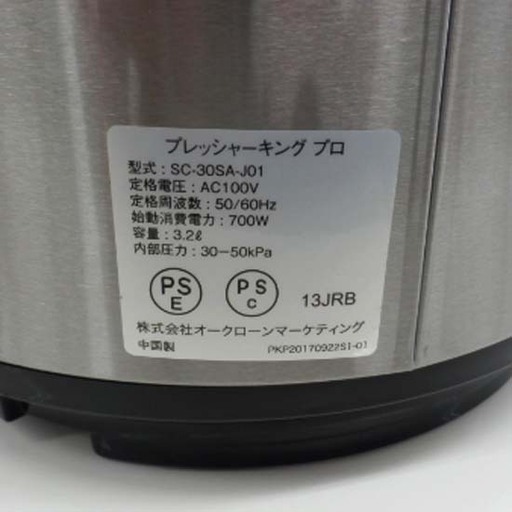 プレッシャーキング プロ
型式：SC-30SA-J01
定格電圧：AC100V
定格周波数：50/60Hz
始動消費電力：700W
容量：3.2ℓ
内部圧力：30－50kPa
PS E PS C 13JRB
株式会社オークローンマーケティング
中国製 PKP20170922S1-01